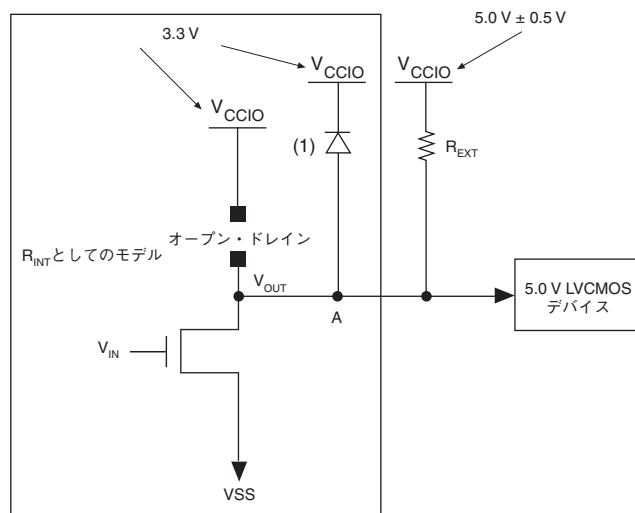 3.3 V
5.0 V ± 0.5 V
VCCIO
VCCIO
VCCIO
(1)
REXT
オープン・ドレイン
RINTとしてのモデル
VOUT
A
5.0 V LVCMOS
デバイス
VIN
VSS